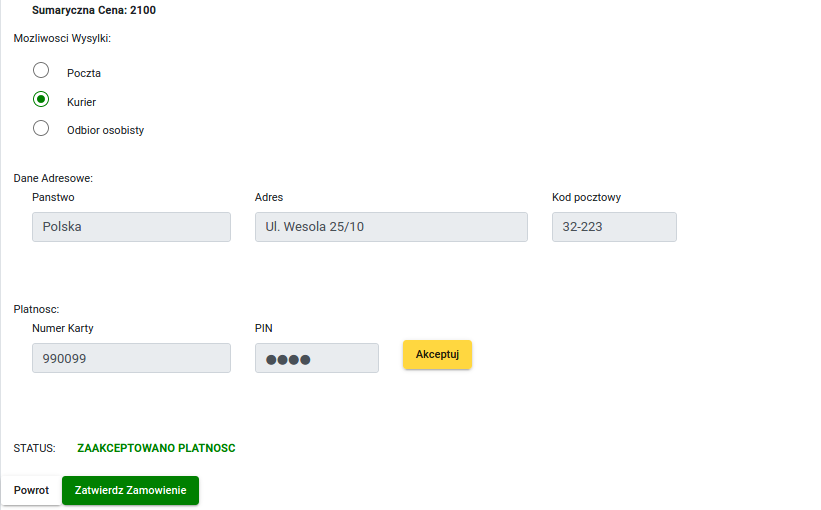 Sumaryczna Cena: 2100
Mozliwosci Wysylki:
Poczta
Kurier
Odbior osobisty
Dane Adresowe:
Panstwo Adres Kod pocztowy
Polska Ul. Wesola 25/10 32-223
Platnosc:
Numer Karty PIN
990099 ●●●● Akceptuj
STATUS: ZAAKCEPTOWANO PLATNOSC
Powrot Zatwierdz Zamowienie